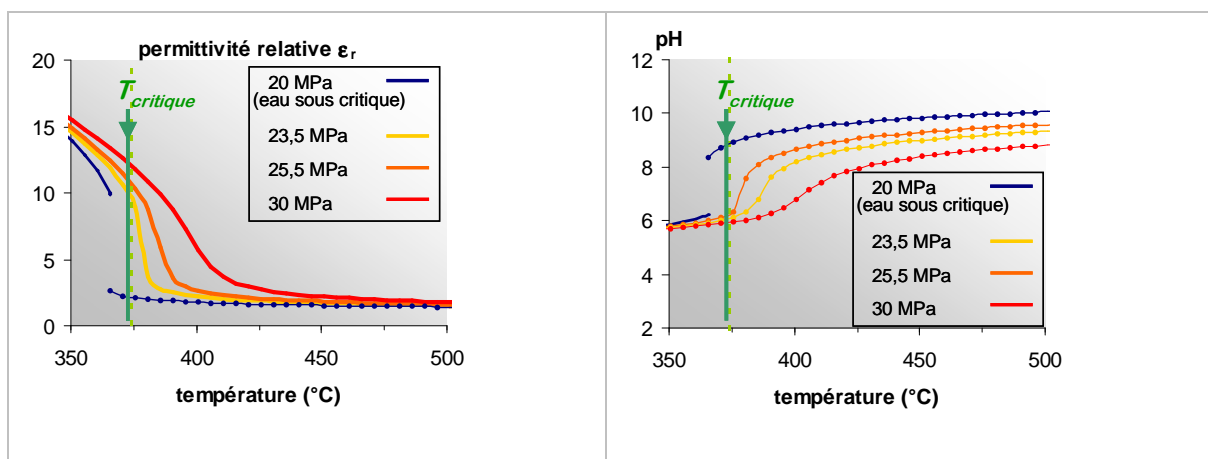 permittivité relative εr
20
15
10
5
0
Tcritique
20 MPa
(eau sous critique)
23,5 MPa
25,5 MPa
30 MPa
350
400
450
500
température (°C)
pH
12
10
8
6
4
2
Tcritique
20 MPa
(eau sous critique)
23,5 MPa
25,5 MPa
30 MPa
350
400
450
500
température (°C)